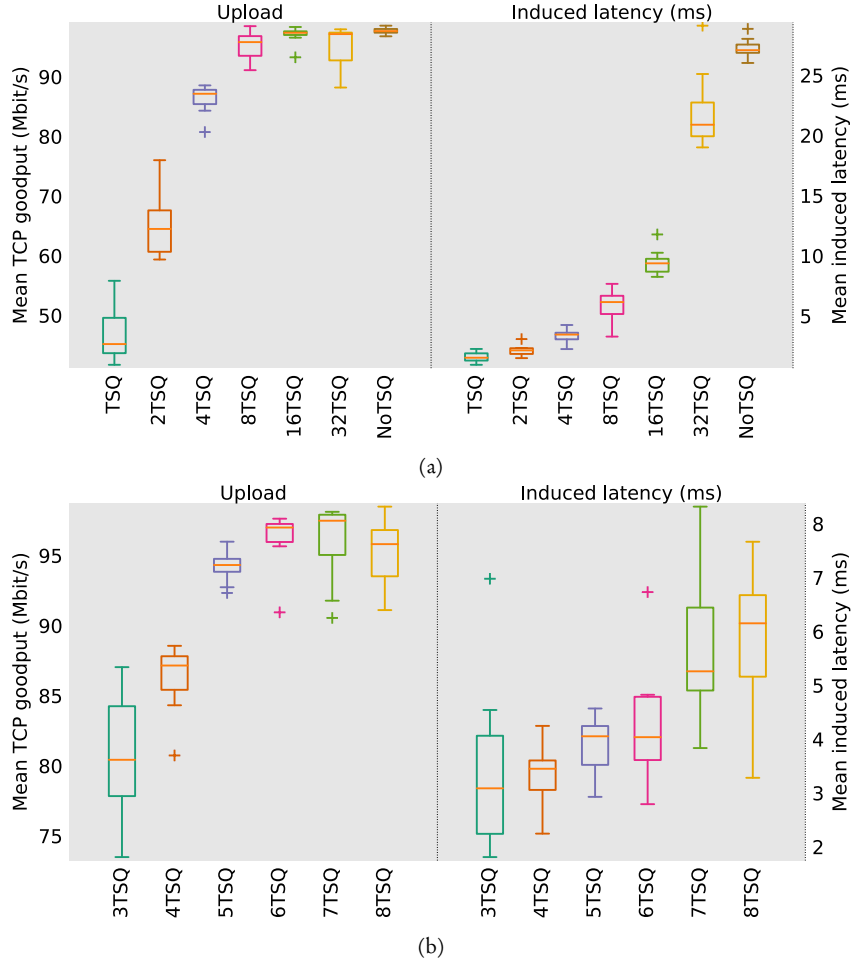 Upload Induced latency (ms)
Mean TCP goodput (Mbit/s)
90
80
70
60
50
25
20
15
10
5
Mean induced latency (ms)
TSQ 2TSQ 4TSQ 8TSQ 16TSQ 32TSQ NoTSQ TSQ 2TSQ 4TSQ 8TSQ 16TSQ 32TSQ NoTSQ
(a)
Upload Induced latency (ms)
Mean TCP goodput (Mbit/s)
95
90
85
80
75
8
7
6
5
4
3
2
Mean induced latency (ms)
3TSQ 4TSQ 5TSQ 6TSQ 7TSQ 8TSQ 3TSQ 4TSQ 5TSQ 6TSQ 7TSQ 8TSQ
(b)